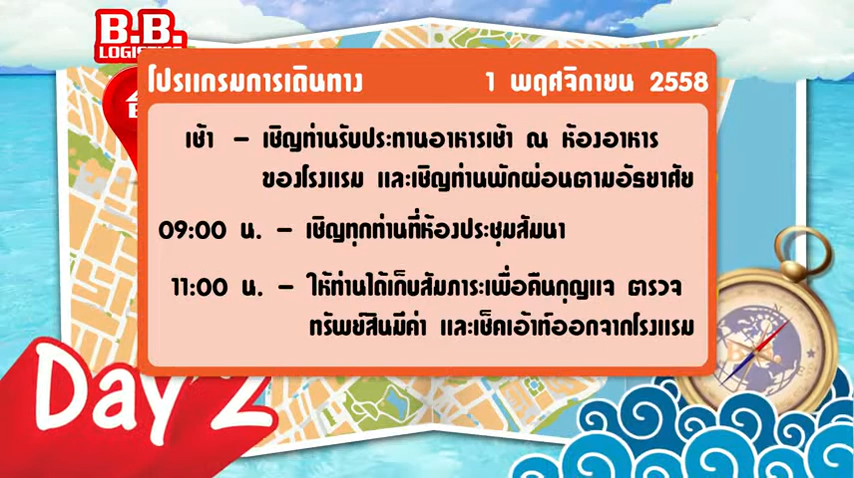 B.B.
LOGISTICS
โปรแกรมการเดินทาง 1 พฤศจิกายน 2558
เช้า – เชิญท่านรับประทานอาหารเช้า ณ ห้องอาหาร
ของโรงแรม และเชิญท่านพักผ่อนตามอัธยาศัย
09:00 น. – เชิญทุกท่านที่ห้องประชุมสัมนา
11:00 น. – ให้ท่านได้เก็บสัมภาระเพื่อคืนกุญแจ ตรวจ
ทรัพย์สินมีค่า และเช็คเอ้าท์ออกจากโรงแรม
Day 2